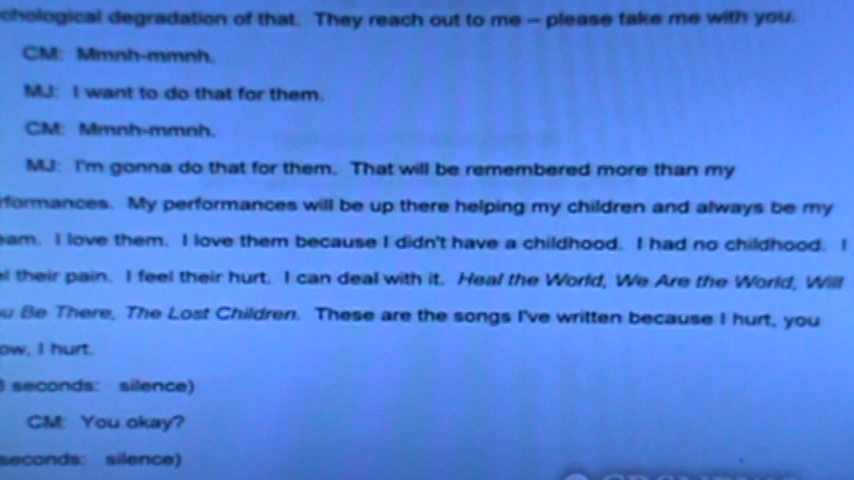 chological degradation of that. They reach out to me – please take me with you.
CM: Mmnh-mmnh.
MJ: I want to do that for them.
CM: Mmnh-mmnh.
MJ: I'm gonna do that for them. That will be remembered more than my
rformances. My performances will be up there helping my children and always be my
eam. I love them. I love them because I didn't have a childhood. I had no childhood. I
el their pain. I feel their hurt. I can deal with it. Heal the World, We Are the World, Will
u Be There, The Lost Children. These are the songs I've written because I hurt, you
ow, I hurt.
seconds: silence)
CM: You okay?
seconds: silence)